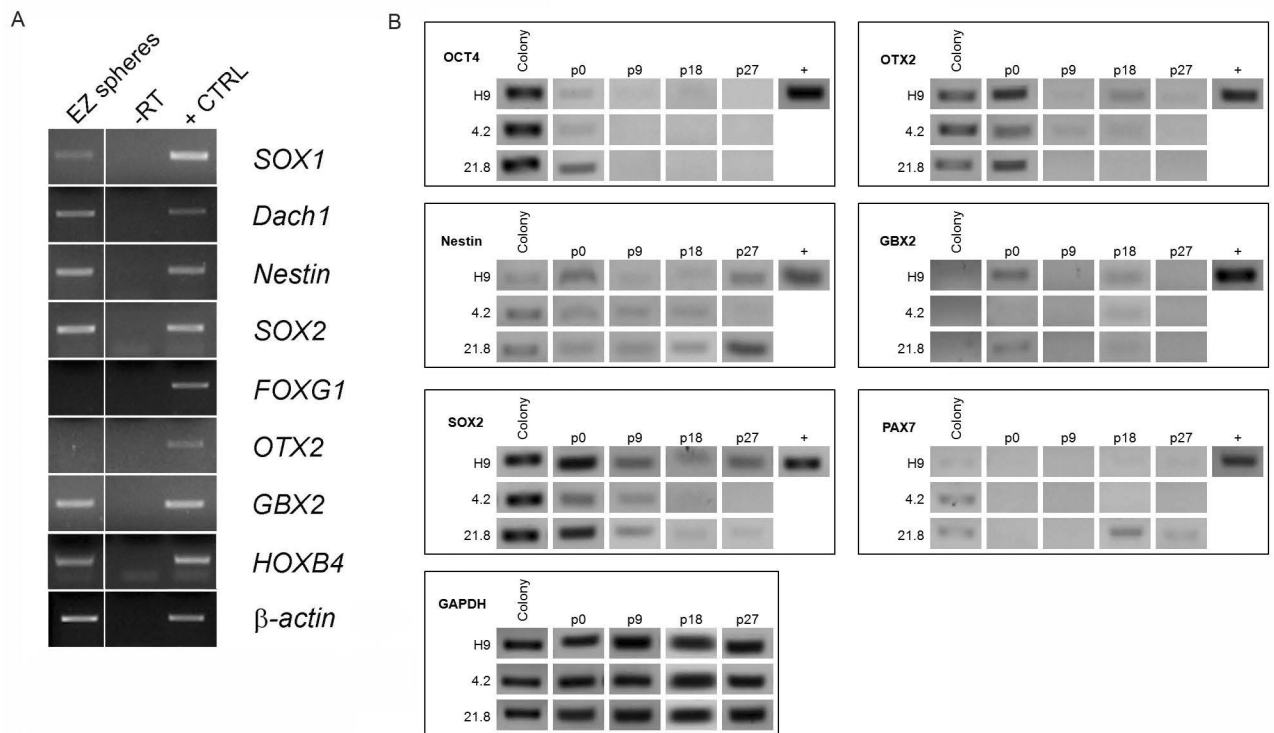 A
EZ spheres
-RT
+ CTRL
SOX1
Dach1
Nestin
SOX2
FOXG1
OTX2
GBX2
HOXB4
β-actin
B
OCT4
Colony p0 p9 p18 p27 +
H9
4.2
21.8
OTX2
Colony p0 p9 p18 p27 +
H9
4.2
21.8
Nestin
Colony p0 p9 p18 p27 +
H9
4.2
21.8
GBX2
Colony p0 p9 p18 p27 +
H9
4.2
21.8
SOX2
Colony p0 p9 p18 p27 +
H9
4.2
21.8
PAX7
Colony p0 p9 p18 p27 +
H9
4.2
21.8
GAPDH
Colony p0 p9 p18 p27
H9
4.2
21.8